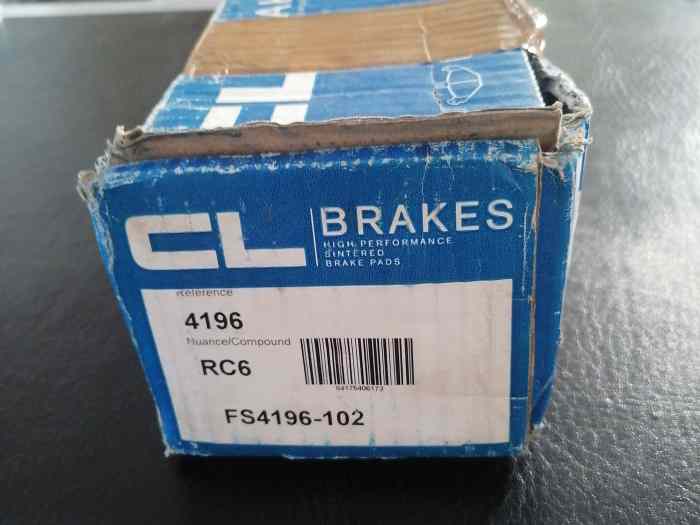 CL BRAKES
HIGH PERFORMANCE
SINTERED
BRAKE PADS
Reference
4196
Nuance/Compound
RC6
FS4196-102